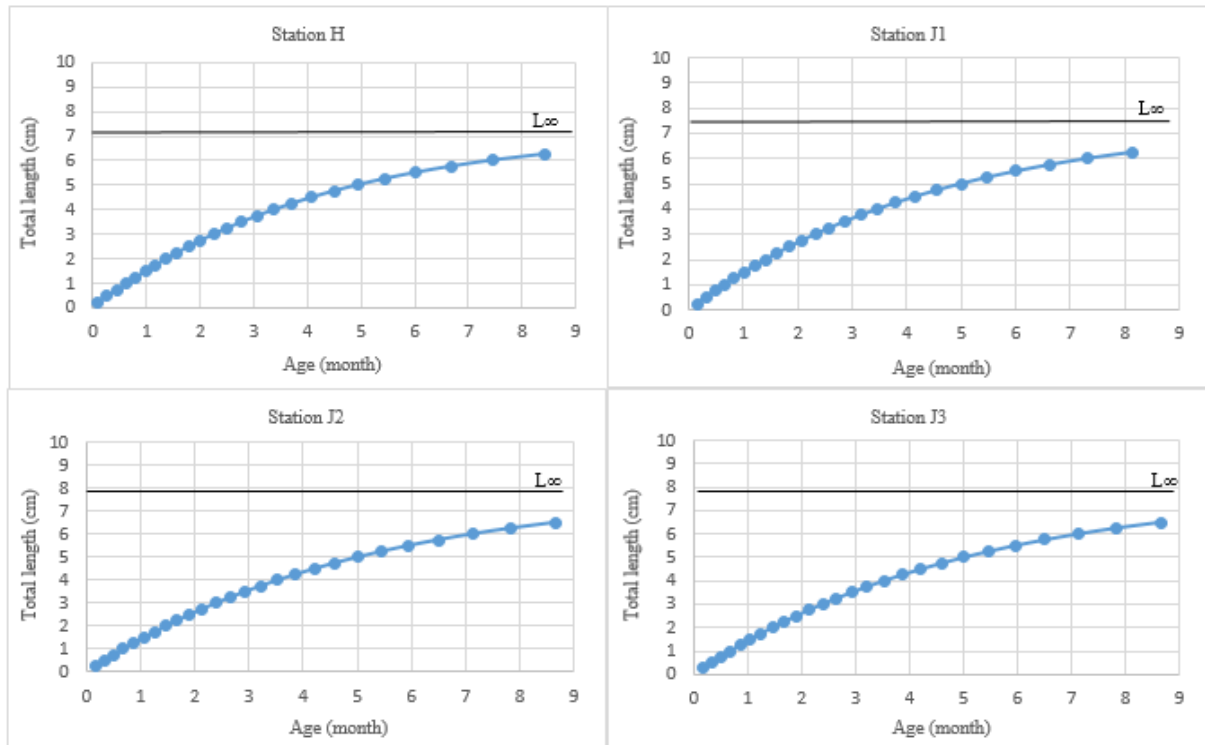 Station H
10
9
8
7
6
5
4
3
2
1
0
L∞
Total length (cm)
0 1 2 3 4 5 6 7 8 9
Age (month)
Station J1
10
9
8
7
6
5
4
3
2
1
0
L∞
Total length (cm)
0 1 2 3 4 5 6 7 8 9
Age (month)
Station J2
10
9
8
7
6
5
4
3
2
1
0
L∞
Total length (cm)
0 1 2 3 4 5 6 7 8 9
Age (month)
Station J3
10
9
8
7
6
5
4
3
2
1
0
L∞
Total length (cm)
0 1 2 3 4 5 6 7 8 9
Age (month)